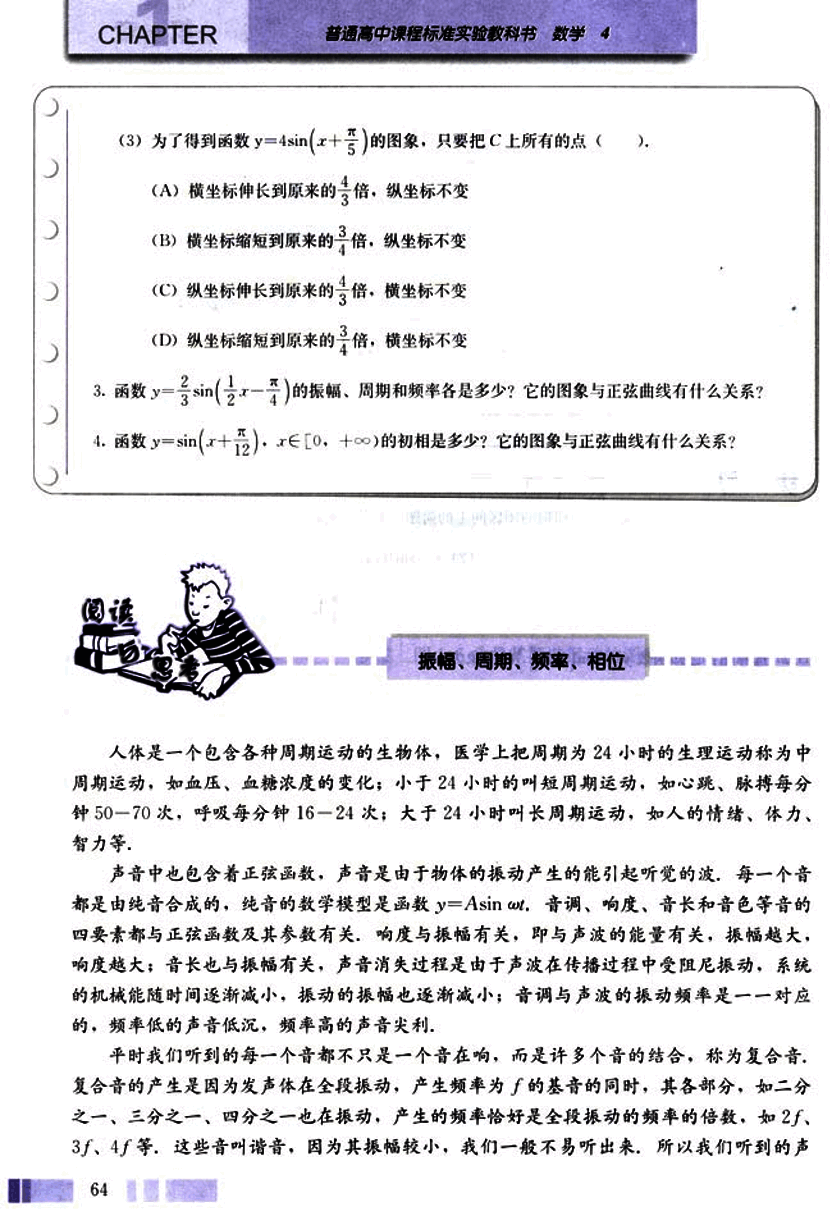 CHAPTER 1
普通高中课程标准实验教科书 数学 4
(3) 为了得到函数 y=4sin(x+π/5)的图象，只要把 C 上所有的点（ ）.
(A) 横坐标伸长到原来的4/3倍，纵坐标不变
(B) 横坐标缩短到原来的3/4倍，纵坐标不变
(C) 纵坐标伸长到原来的4/3倍，横坐标不变
(D) 纵坐标缩短到原来的3/4倍，横坐标不变
3. 函数 y=2/3 sin(1/2 x−π/4)的振幅、周期和频率各是多少？它的图象与正弦曲线有什么关系？
4. 函数 y=sin(x+π/12)，x∈[0，+∞)的初相是多少？它的图象与正弦曲线有什么关系？
阅读
与
思考
振幅、周期、频率、相位
人体是一个包含各种周期运动的生物体，医学上把周期为 24 小时的生理运动称为中
周期运动，如血压、血糖浓度的变化；小于 24 小时的叫短周期运动，如心跳、脉搏每分
钟 50－70 次，呼吸每分钟 16－24 次；大于 24 小时叫长周期运动，如人的情绪、体力、
智力等.
声音中也包含着正弦函数，声音是由于物体的振动产生的能引起听觉的波. 每一个音
都是由纯音合成的，纯音的数学模型是函数 y=Asin ωt. 音调、响度、音长和音色等音的
四要素都与正弦函数及其参数有关. 响度与振幅有关，即与声波的能量有关，振幅越大，
响度越大；音长也与振幅有关，声音消失过程是由于声波在传播过程中受阻尼振动，系统
的机械能随时间逐渐减小，振动的振幅也逐渐减小；音调与声波的振动频率是一一对应
的，频率低的声音低沉，频率高的声音尖利.
平时我们听到的每一个音都不只是一个音在响，而是许多个音的结合，称为复合音.
复合音的产生是因为发声体在全段振动，产生频率为 f 的基音的同时，其各部分，如二分
之一、三分之一、四分之一也在振动，产生的频率恰好是全段振动的频率的倍数，如 2f、
3f、4f 等. 这些音叫谐音，因为其振幅较小，我们一般不易听出来. 所以我们听到的声
64